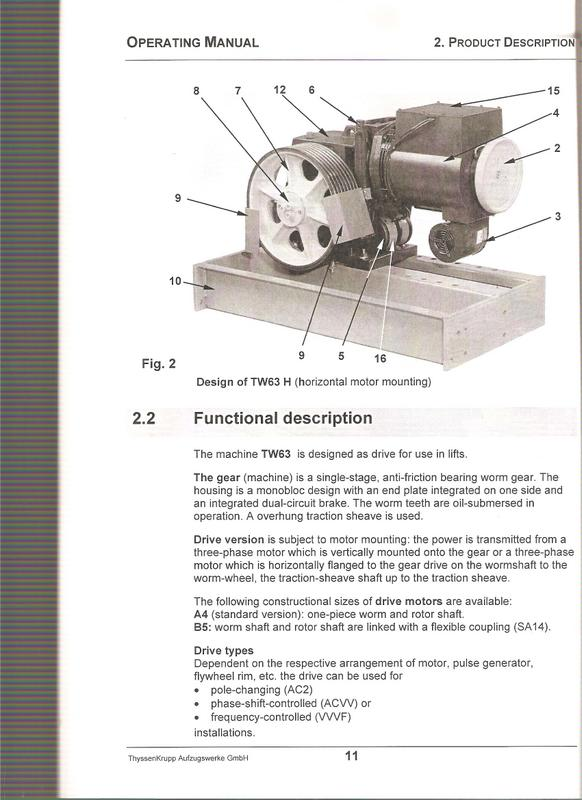 OPERATING MANUAL
2. PRODUCT DESCRIPTION
8 7 12 6 15
4
2
9
3
10
9 5 16
Fig. 2
Design of TW63 H (horizontal motor mounting)
2.2 Functional description
The machine TW63 is designed as drive for use in lifts.
The gear (machine) is a single-stage, anti-friction bearing worm gear. The
housing is a monobloc design with an end plate integrated on one side and
an integrated dual-circuit brake. The worm teeth are oil-submersed in
operation. A overhung traction sheave is used.
Drive version is subject to motor mounting: the power is transmitted from a
three-phase motor which is vertically mounted onto the gear or a three-phase
motor which is horizontally flanged to the gear drive on the wormshaft to the
worm-wheel, the traction-sheave shaft up to the traction sheave.
The following constructional sizes of drive motors are available:
A4 (standard version): one-piece worm and rotor shaft.
B5: worm shaft and rotor shaft are linked with a flexible coupling (SA14).
Drive types
Dependent on the respective arrangement of motor, pulse generator,
flywheel rim, etc. the drive can be used for
• pole-changing (AC2)
• phase-shift-controlled (ACVV) or
• frequency-controlled (VVVF)
installations.
ThyssenKrupp Aufzugswerke GmbH
11